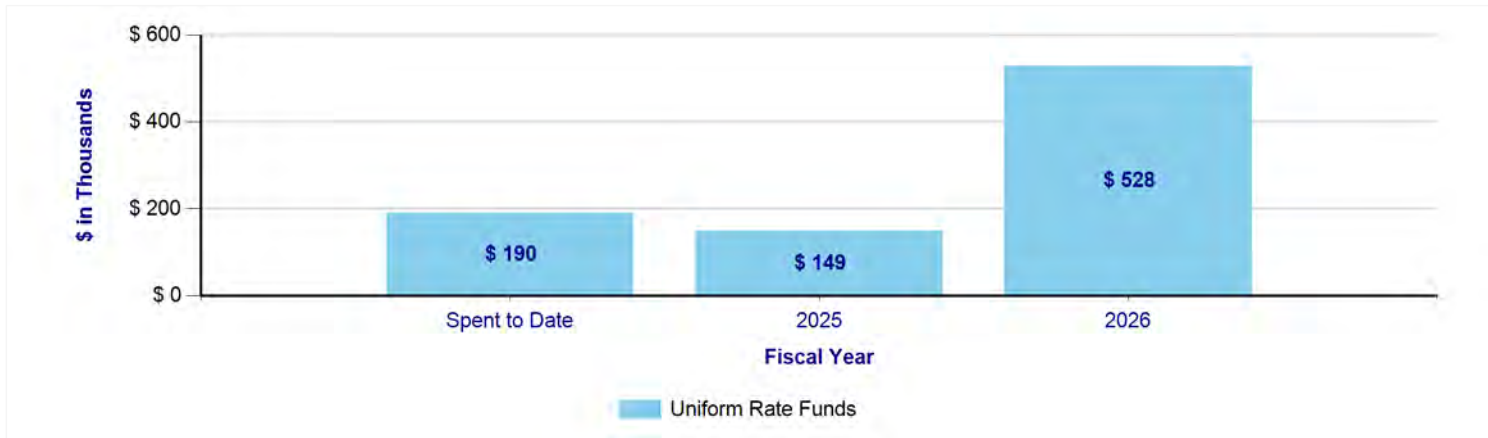 $ 600
$ 400
$ 200
$ 0
$ in Thousands
$ 190
$ 149
$ 528
Spent to Date
2025
2026
Fiscal Year
Uniform Rate Funds